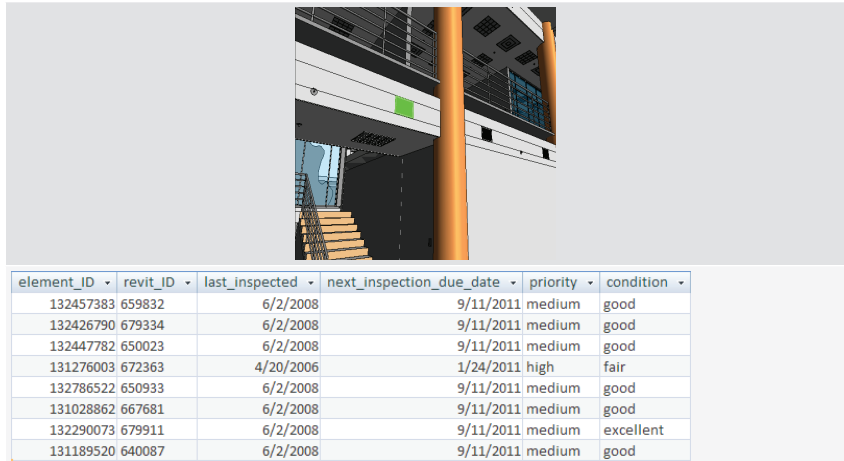 element_ID revit_ID last_inspected next_inspection_due_date priority condition
132457383 659832 6/2/2008 9/11/2011 medium good
132426790 679334 6/2/2008 9/11/2011 medium good
132447782 650023 6/2/2008 9/11/2011 medium good
131276003 672363 4/20/2006 1/24/2011 high fair
132786522 650933 6/2/2008 9/11/2011 medium good
131028862 667681 6/2/2008 9/11/2011 medium good
132290073 679911 6/2/2008 9/11/2011 medium excellent
131189520 640087 6/2/2008 9/11/2011 medium good